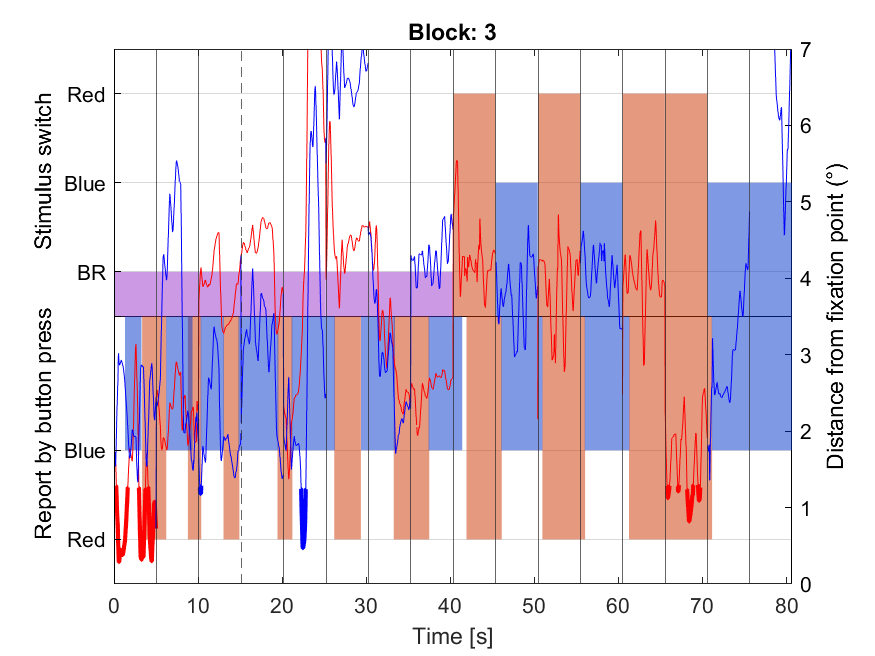 Block: 3
Stimulus switch
Report by button press
Red
Blue
BR
Blue
Red
7
6
5
4
3
2
1
0
Distance from fixation point (°)
0 10 20 30 40 50 60 70 80
Time [s]